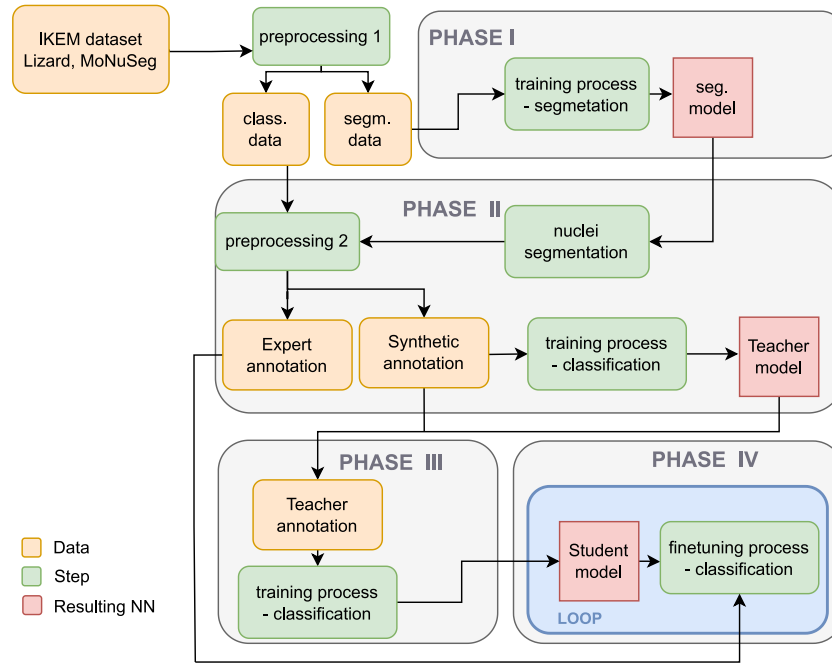 IKEM dataset
Lizard, MoNuSeg
preprocessing 1
class.
data
segm.
data
PHASE I
training process
- segmetation
seg.
model
PHASE II
preprocessing 2
nuclei
segmentation
Expert
annotation
Synthetic
annotation
training process
- classification
Teacher
model
PHASE III
Teacher
annotation
training process
- classification
PHASE IV
Student
model
finetuning process
- classification
LOOP
Data
Step
Resulting NN